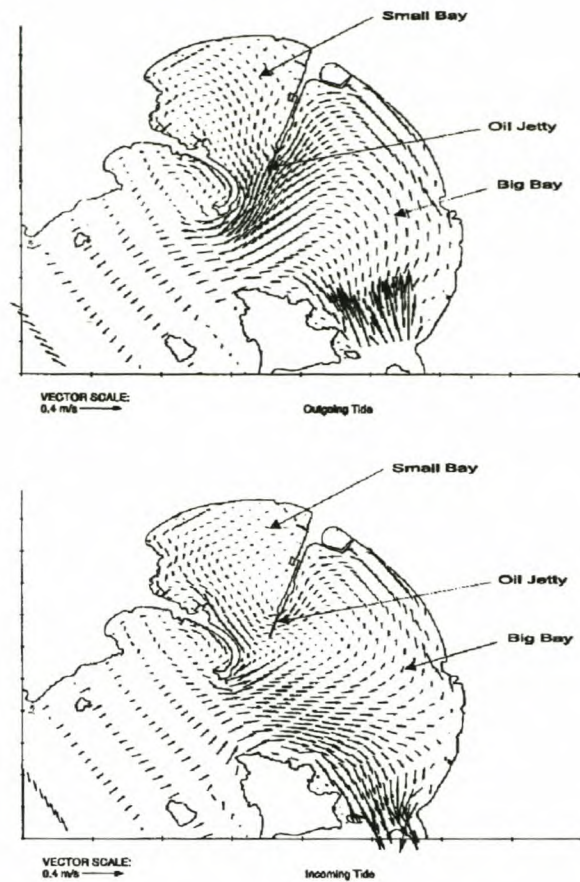 Small Bay
Oil Jetty
Big Bay
VECTOR SCALE:
0.4 m/s
Outgoing Tide
Small Bay
Oil Jetty
Big Bay
VECTOR SCALE:
0.4 m/s
Incoming Tide